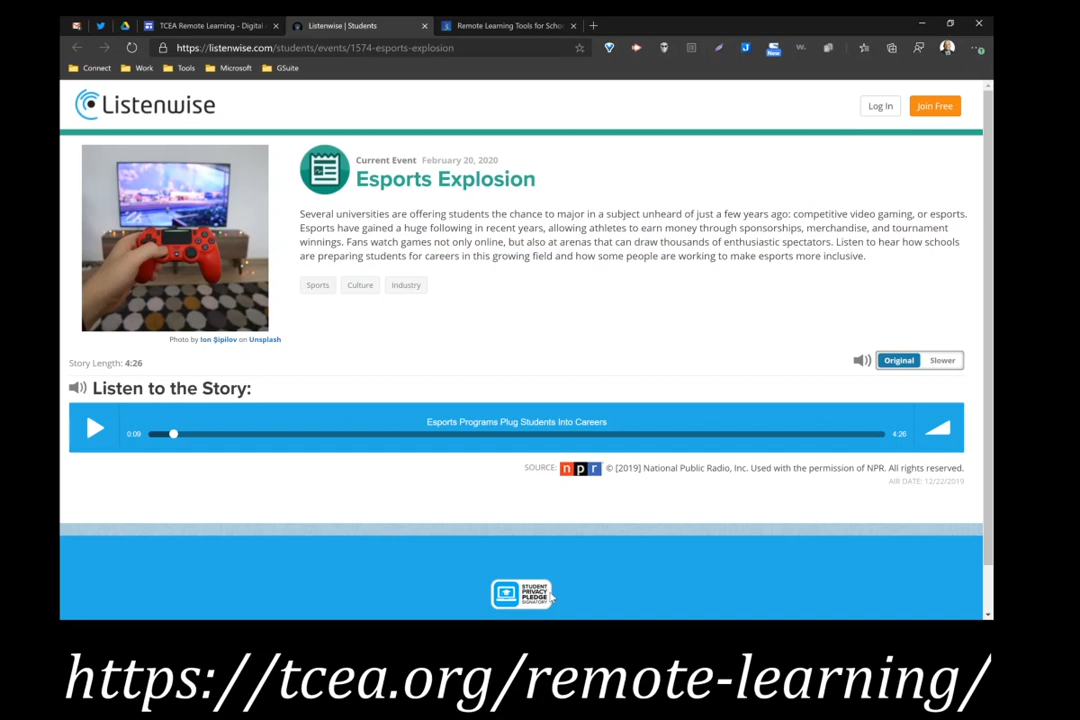 TCEA Remote Learning - Digital
Listenwise | Students
Remote Learning Tools for Scho
https://listenwise.com/students/events/1574-esports-explosion
New
Connect
Work
Tools
Microsoft
GSuite
Listenwise
Log In
Join Free
Current Event February 20, 2020
Esports Explosion
Several universities are offering students the chance to major in a subject unheard of just a few years ago: competitive video gaming, or esports.
Esports have gained a huge following in recent years, allowing athletes to earn money through sponsorships, merchandise, and tournament
winnings. Fans watch games not only online, but also at arenas that can draw thousands of enthusiastic spectators. Listen to hear how schools
are preparing students for careers in this growing field and how some people are working to make esports more inclusive.
Sports
Culture
Industry
Photo by Ion Şipilov on Unsplash
Story Length: 4:26
Original
Slower
Listen to the Story:
Esports Programs Plug Students Into Careers
0:09
4:26
SOURCE: npr © [2019] National Public Radio, Inc. Used with the permission of NPR. All rights reserved.
AIR DATE: 12/22/2019
STUDENT
PRIVACY
PLEDGE
SIGNATORY
https://tcea.org/remote-learning/